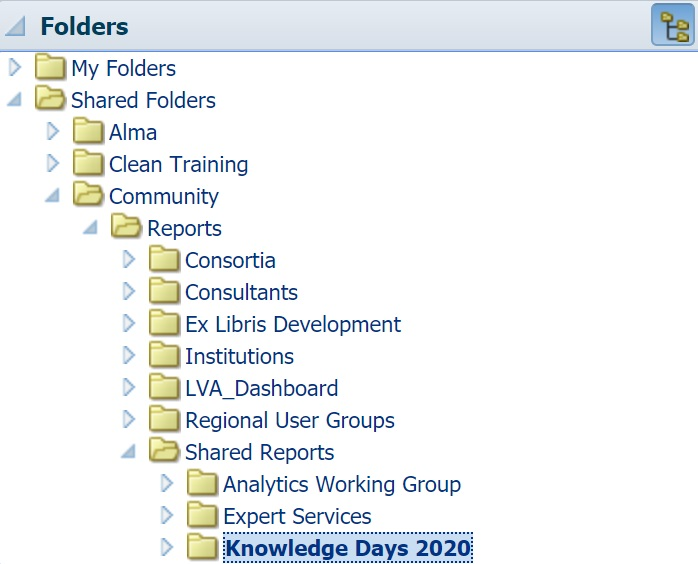 Folders
My Folders
Shared Folders
Alma
Clean Training
Community
Reports
Consortia
Consultants
Ex Libris Development
Institutions
LVA_Dashboard
Regional User Groups
Shared Reports
Analytics Working Group
Expert Services
Knowledge Days 2020